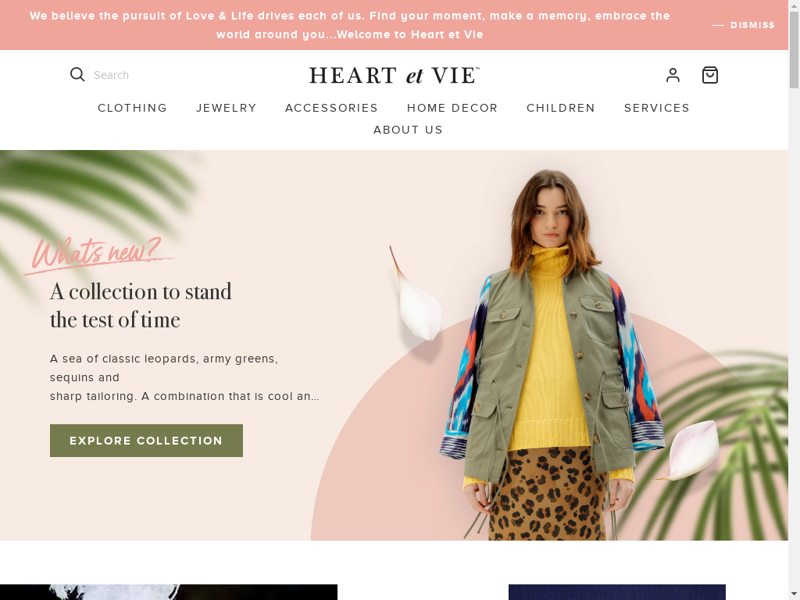 We believe the pursuit of Love & Life drives each of us. Find your moment, make a memory, embrace the
world around you...Welcome to Heart et Vie
DISMISS
Search
HEART et VIE™
CLOTHING JEWELRY ACCESSORIES HOME DECOR CHILDREN SERVICES
ABOUT US
What's new?
A collection to stand
the test of time
A sea of classic leopards, army greens,
sequins and
sharp tailoring. A combination that is cool an...
EXPLORE COLLECTION